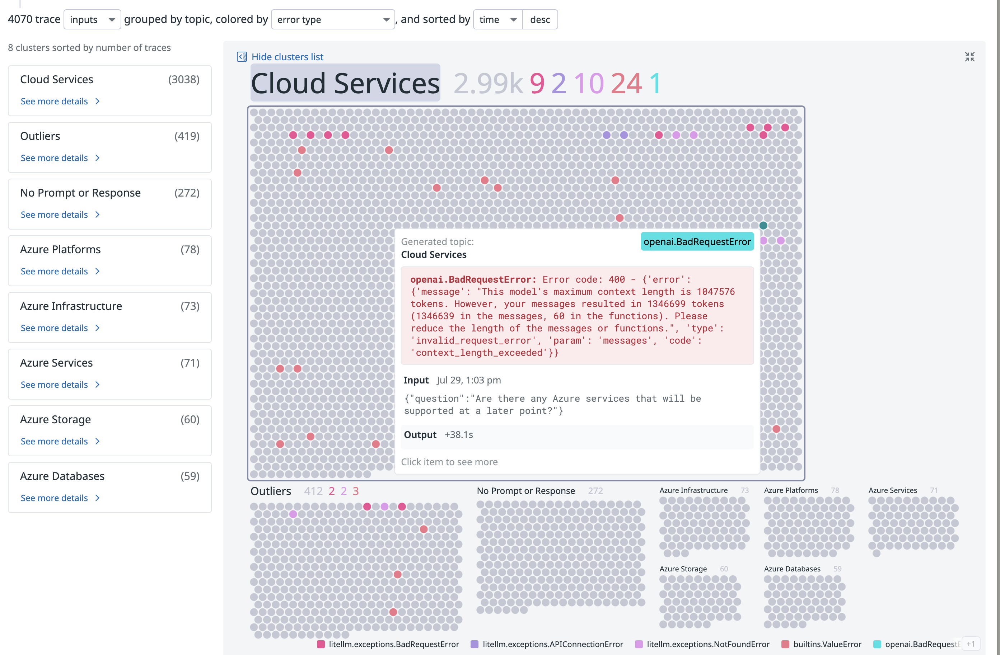 4070 trace inputs grouped by topic, colored by error type , and sorted by time desc
8 clusters sorted by number of traces
Cloud Services (3038)
See more details
Outliers (419)
See more details
No Prompt or Response (272)
See more details
Azure Platforms (78)
See more details
Azure Infrastructure (73)
See more details
Azure Services (71)
See more details
Azure Storage (60)
See more details
Azure Databases (59)
See more details
Hide clusters list
Cloud Services 2.99k 9 2 10 24 1
Generated topic:
openai.BadRequestError
Cloud Services
openai.BadRequestError: Error code: 400 - {'error':
{'message': "This model's maximum context length is 1047576
tokens. However, your messages resulted in 1346699 tokens
(1346639 in the messages, 60 in the functions). Please
reduce the length of the messages or functions.", 'type':
'invalid_request_error', 'param': 'messages', 'code':
'context_length_exceeded'}}
Input Jul 29, 1:03 pm
{"question":"Are there any Azure services that will be
supported at a later point?"}
Output +38.1s
Click item to see more
Outliers 412 2 2 3
No Prompt or Response 272
Azure Infrastructure 73
Azure Platforms 78
Azure Services 71
Azure Storage 60
Azure Databases 59
litellm.exceptions.BadRequestError litellm.exceptions.APIConnectionError litellm.exceptions.NotFoundError builtins.ValueError openai.BadRequestE +1